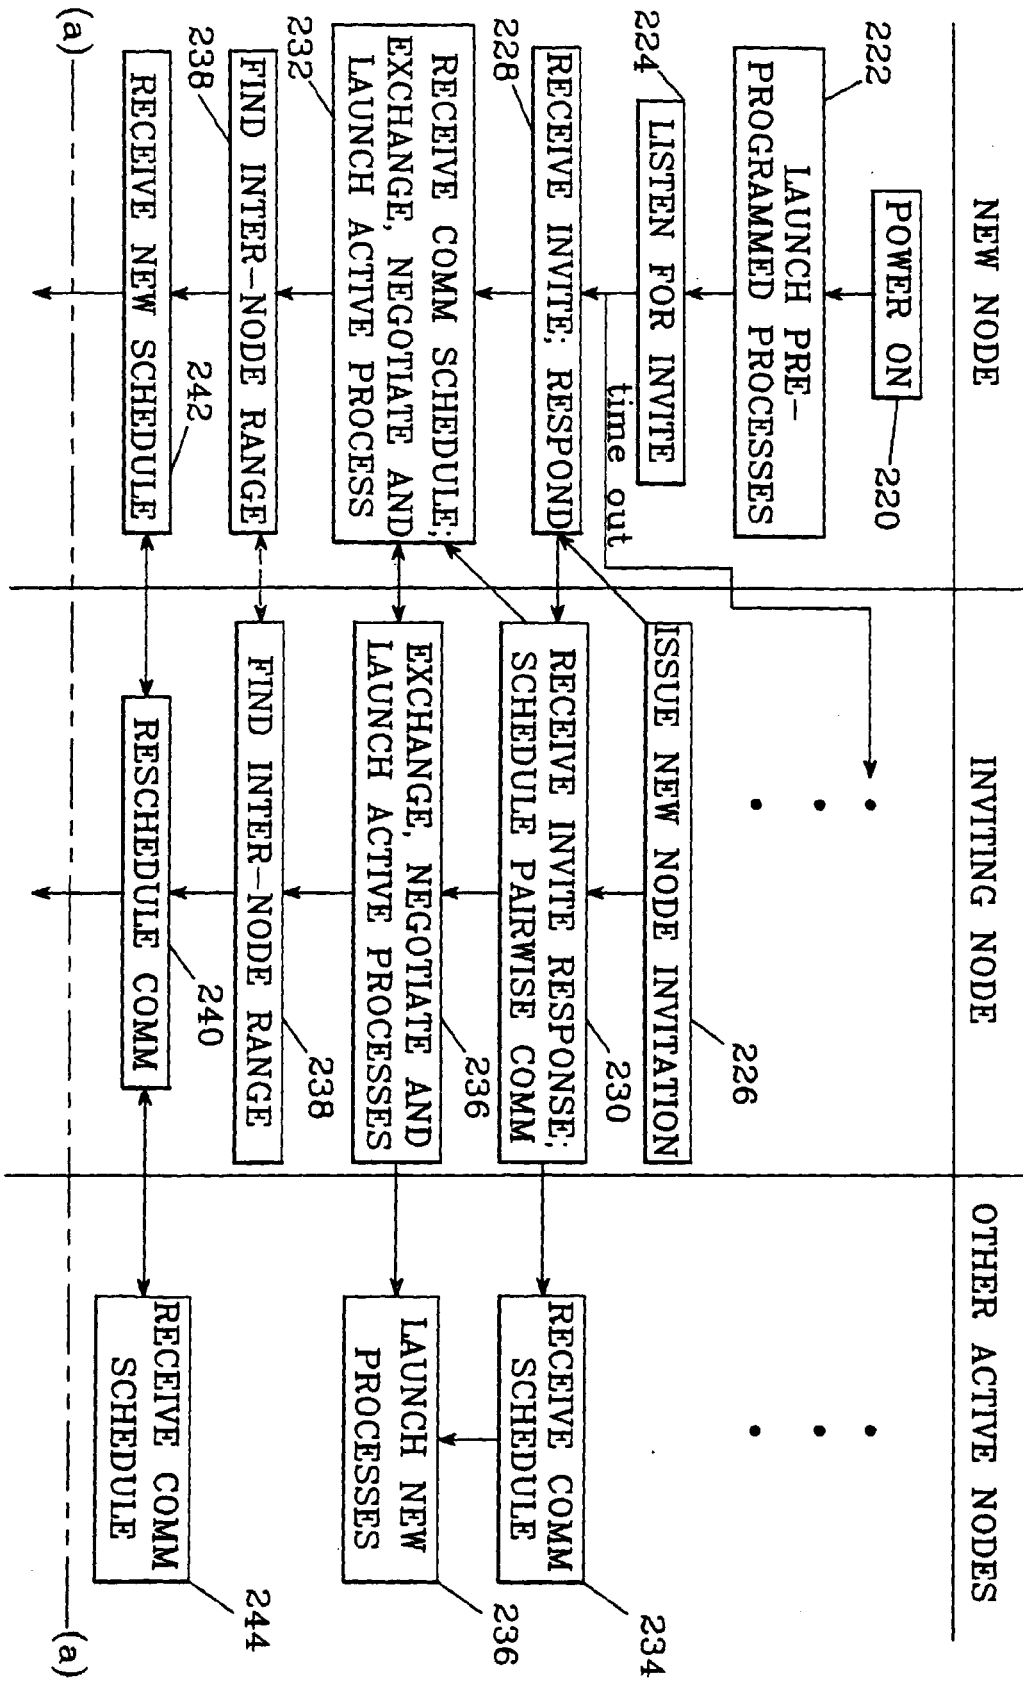 NEW NODE
POWER ON
220
222
LAUNCH PRE-
PROGRAMMED PROCESSES
224
LISTEN FOR INVITE
time out
228
RECEIVE INVITE; RESPOND
232
RECEIVE COMM SCHEDULE;
EXCHANGE, NEGOTIATE AND
LAUNCH ACTIVE PROCESS
238
FIND INTER-NODE RANGE
RECEIVE NEW SCHEDULE
242
(a)
INVITING NODE
ISSUE NEW NODE INVITATION
226
RECEIVE INVITE RESPONSE;
SCHEDULE PAIRWISE COMM
230
EXCHANGE, NEGOTIATE AND
LAUNCH ACTIVE PROCESSES
236
FIND INTER-NODE RANGE
238
RESCHEDULE COMM
240
OTHER ACTIVE NODES
RECEIVE COMM
SCHEDULE
234
LAUNCH NEW
PROCESSES
236
RECEIVE COMM
SCHEDULE
244
(a)